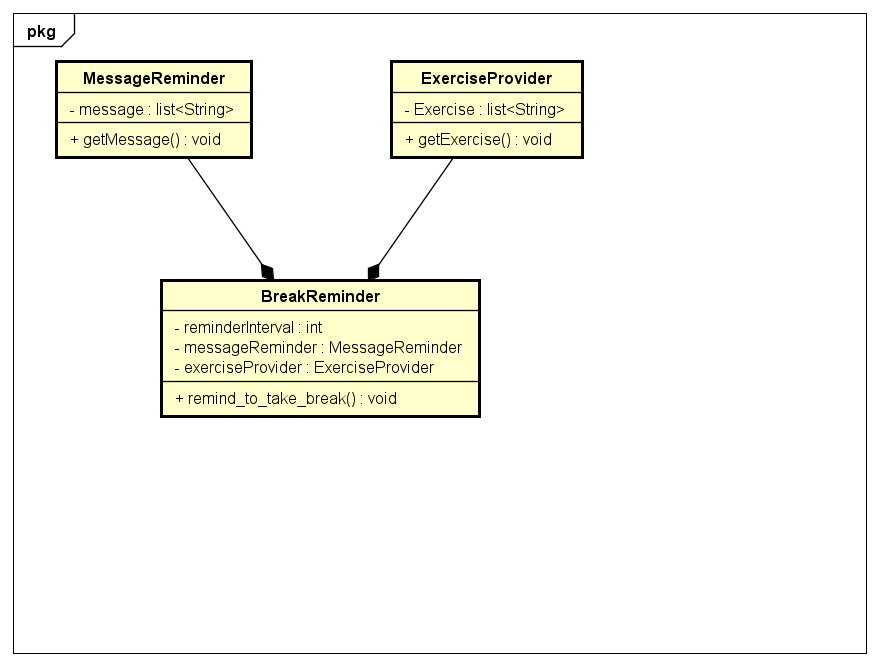 pkg
MessageReminder
- message : list<String>
+ getMessage() : void
ExerciseProvider
- Exercise : list<String>
+ getExercise() : void
BreakReminder
- reminderInterval : int
- messageReminder : MessageReminder
- exerciseProvider : ExerciseProvider
+ remind_to_take_break() : void